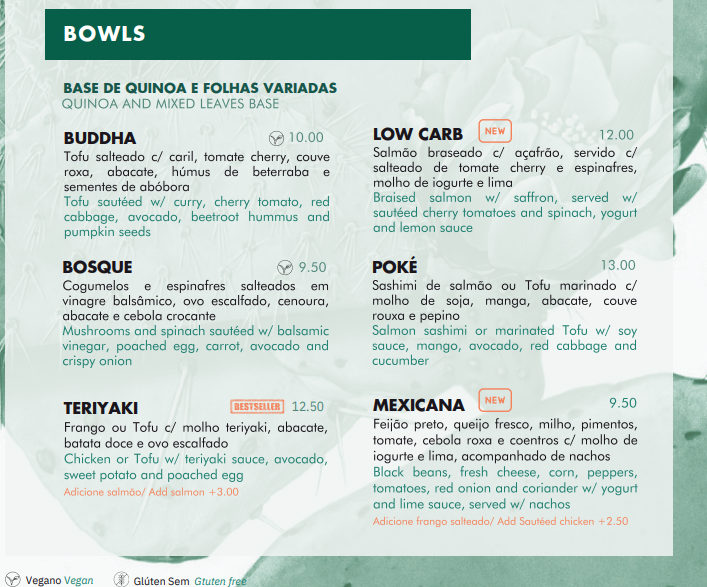 BOWLS
BASE DE QUINOA E FOLHAS VARIADAS
QUINOA AND MIXED LEAVES BASE
BUDDHA 10.00
Tofu salteado c/ caril, tomate cherry, couve
roxa, abacate, húmus de beterraba e
sementes de abóbora
Tofu sautéed w/ curry, cherry tomato, red
cabbage, avocado, beetroot hummus and
pumpkin seeds
BOSQUE 9.50
Cogumelos e espinafres salteados em
vinagre balsâmico, ovo escalfado, cenoura,
abacate e cebola crocante
Mushrooms and spinach sautéed w/ balsamic
vinegar, poached egg, carrot, avocado and
crispy onion
TERIYAKI BESTSELLER 12.50
Frango ou Tofu c/ molho teriyaki, abacate,
batata doce e ovo escalfado
Chicken or Tofu w/ teriyaki sauce, avocado,
sweet potato and poached egg
Adicione salmão/ Add salmon +3.00
LOW CARB NEW 12.00
Salmão braseado c/ açafrão, servido c/
salteado de tomate cherry e espinafres,
molho de iogurte e lima
Braised salmon w/ saffron, served w/
sautéed cherry tomatoes and spinach, yogurt
and lemon sauce
POKÉ 13.00
Sashimi de salmão ou Tofu marinado c/
molho de soja, manga, abacate, couve
rouxa e pepino
Salmon sashimi or marinated Tofu w/ soy
sauce, mango, avocado, red cabbage and
cucumber
MEXICANA NEW 9.50
Feijão preto, queijo fresco, milho, pimentos,
tomate, cebola roxa e coentros c/ molho de
iogurte e lima, acompanhado de nachos
Black beans, fresh cheese, corn, peppers,
tomatoes, red onion and coriander w/ yogurt
and lime sauce, served w/ nachos
Adicione frango salteado/ Add Sautéed chicken +2.50
Vegano Vegan Glúten Sem Gluten free